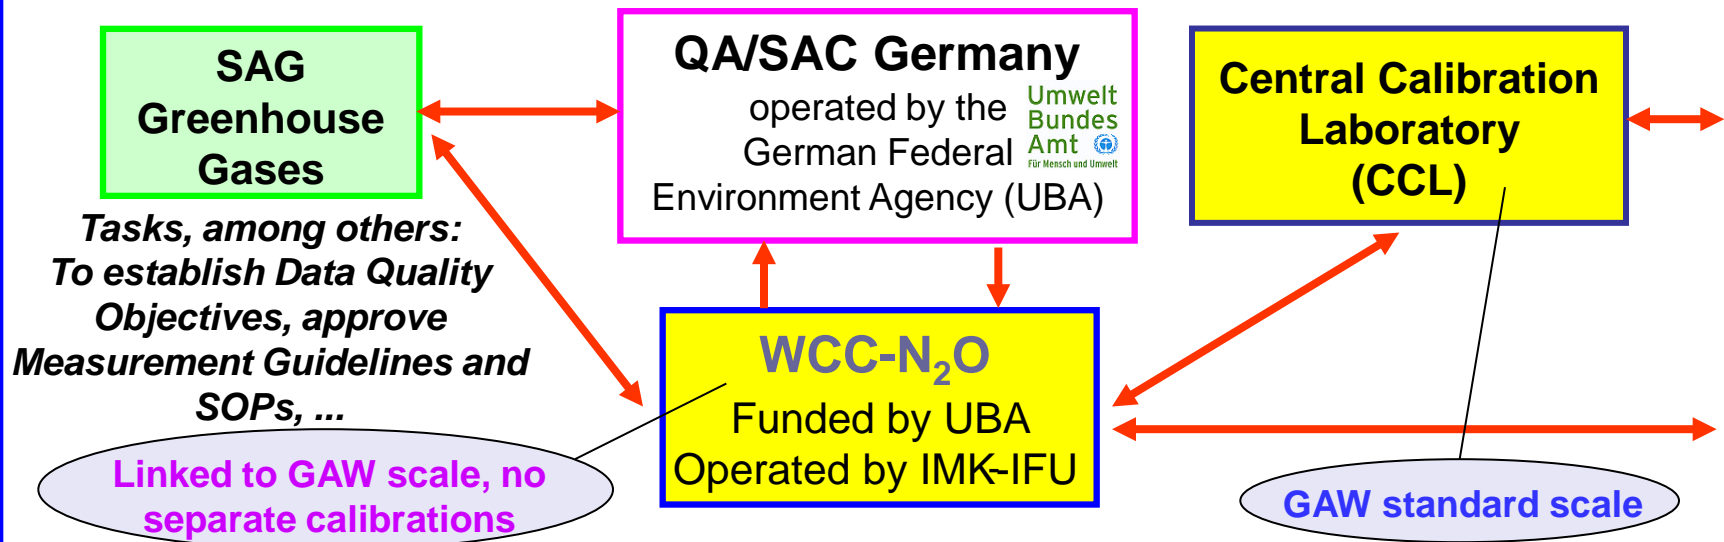 SAG
Greenhouse
Gases
Tasks, among others:
To establish Data Quality
Objectives, approve
Measurement Guidelines and
SOPs, ...
QA/SAC Germany
operated by the
German Federal
Environment Agency (UBA)
Umwelt
Bundes
Amt
Für Mensch und Umwelt
Central Calibration
Laboratory
(CCL)
WCC-N₂O
Funded by UBA
Operated by IMK-IFU
Linked to GAW scale, no
separate calibrations
GAW standard scale